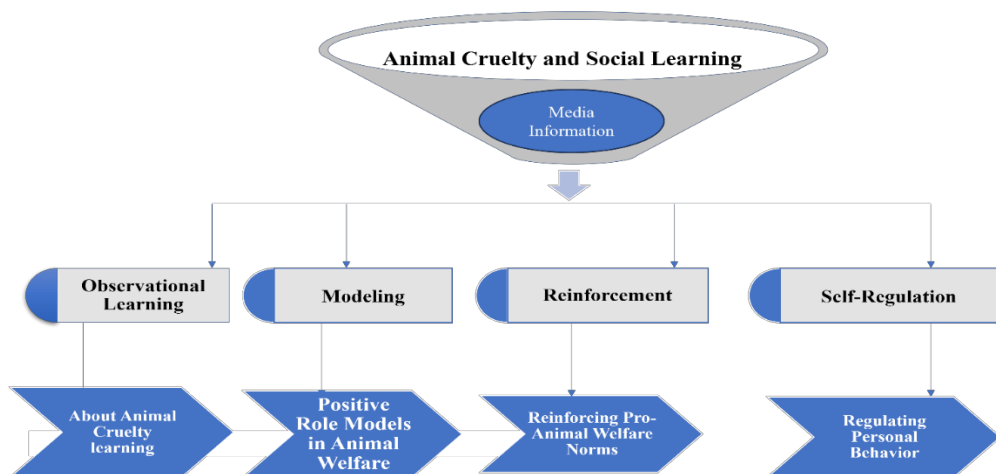 Animal Cruelty and Social Learning
Media
Information
Observational
Learning
Modeling
Reinforcement
Self-Regulation
About Animal
Cruelty
learning
Positive
Role Models
in Animal
Welfare
Reinforcing Pro-
Animal Welfare
Norms
Regulating
Personal
Behavior